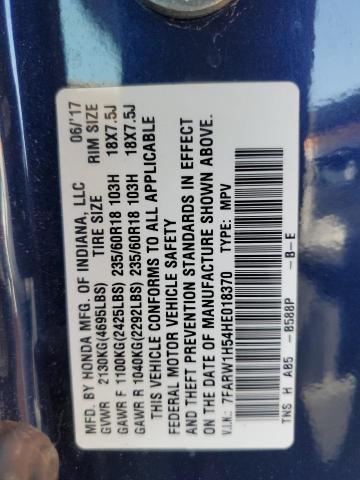 MFD. BY HONDA MFG. OF INDIANA, LLC 06/17
GVWR 2130KG(4695LBS) TIRE SIZE RIM SIZE
GAWR F 1100KG(2425LBS) 235/60R18 103H 18X7.5J
GAWR R 1040KG(2292LBS) 235/60R18 103H 18X7.5J
THIS VEHICLE CONFORMS TO ALL APPLICABLE
FEDERAL MOTOR VEHICLE SAFETY
AND THEFT PREVENTION STANDARDS IN EFFECT
ON THE DATE OF MANUFACTURE SHOWN ABOVE.
V.I.N.: 7FARW1H54HE018370 TYPE: MPV
TNS H AB5 -B588P -B-E